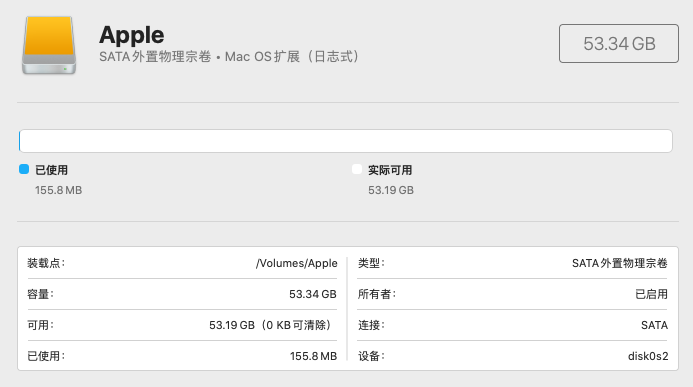 Apple
SATA外置物理宗卷 • Mac OS扩展（日志式）
53.34 GB
已使用
155.8 MB
实际可用
53.19 GB
装载点：
/Volumes/Apple
类型：
SATA外置物理宗卷
容量：
53.34 GB
所有者：
已启用
可用：
53.19 GB（0 KB可清除）
连接：
SATA
已使用：
155.8 MB
设备：
disk0s2